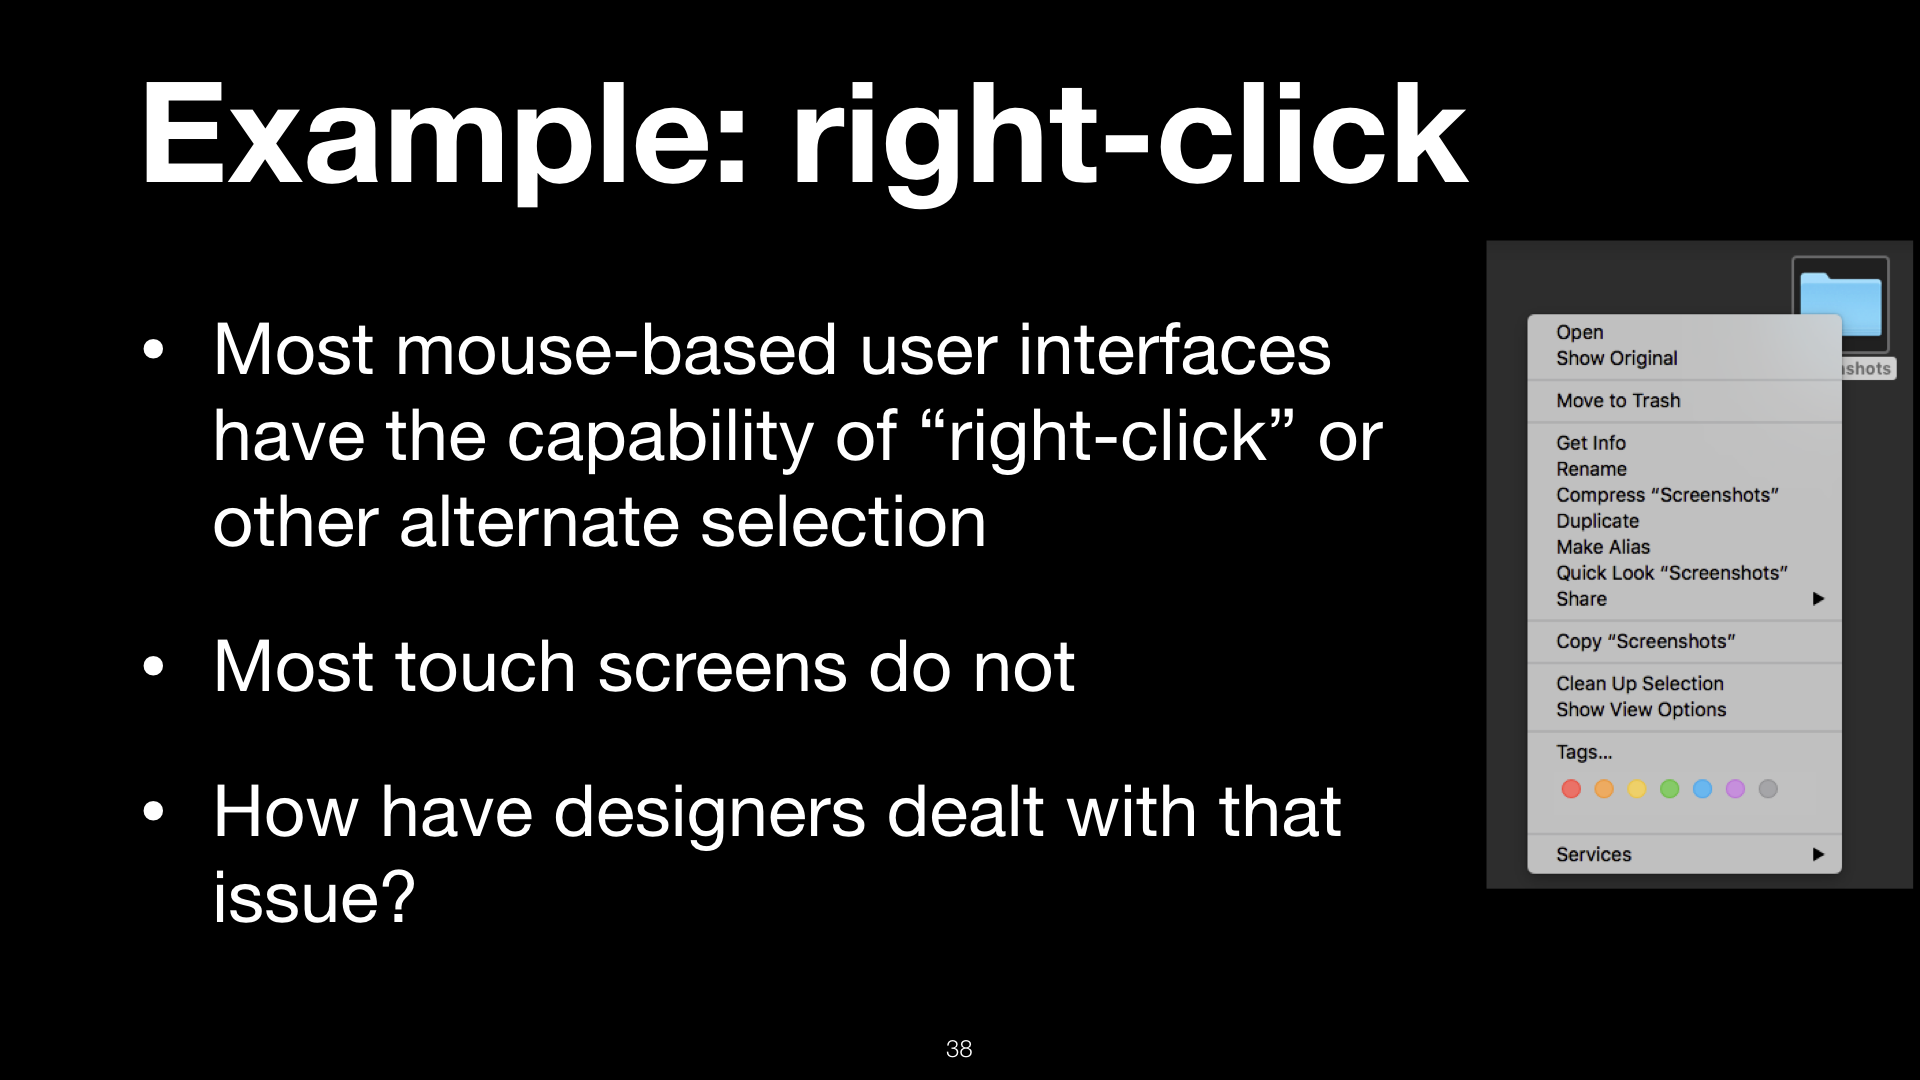 Example: right-click
• Most mouse-based user interfaces
have the capability of “right-click” or
other alternate selection
• Most touch screens do not
• How have designers dealt with that
issue?
nshots
Open
Show Original
Move to Trash
Get Info
Rename
Compress “Screenshots”
Duplicate
Make Alias
Quick Look “Screenshots”
Share
Copy “Screenshots”
Clean Up Selection
Show View Options
Tags...
Services
38